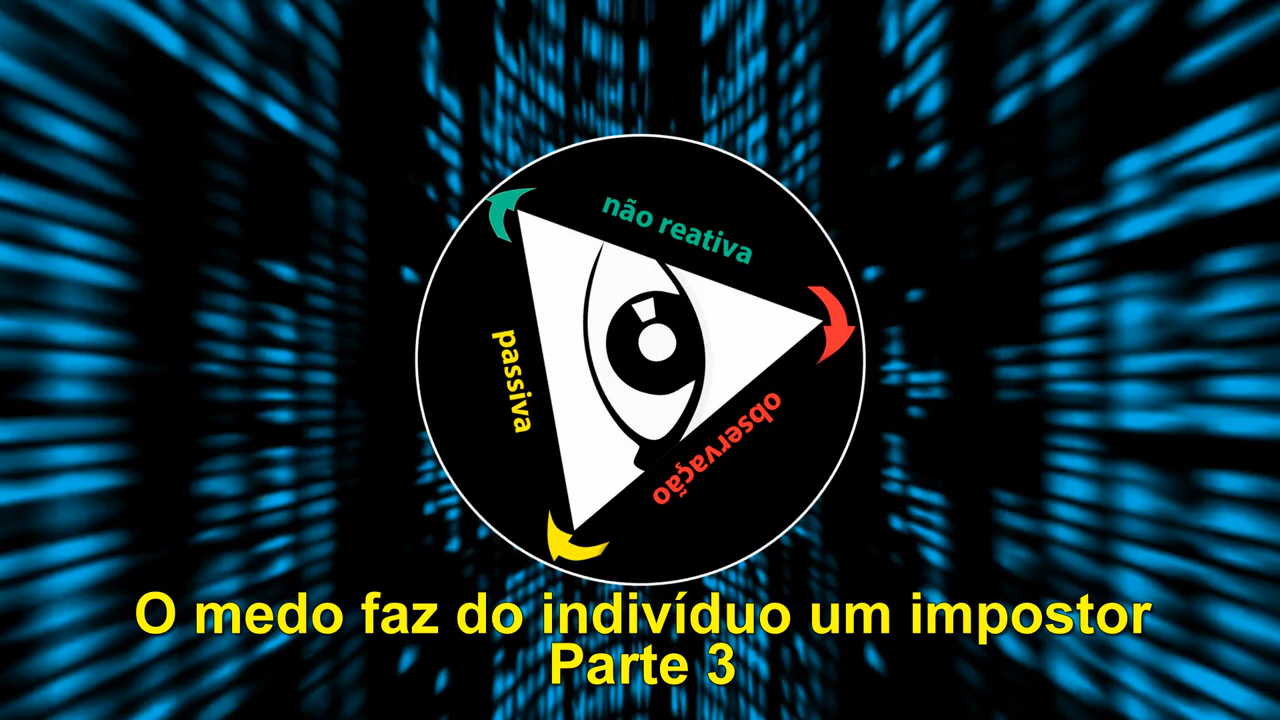 não reativa
passiva
observação
O medo faz do indivíduo um impostor
Parte 3